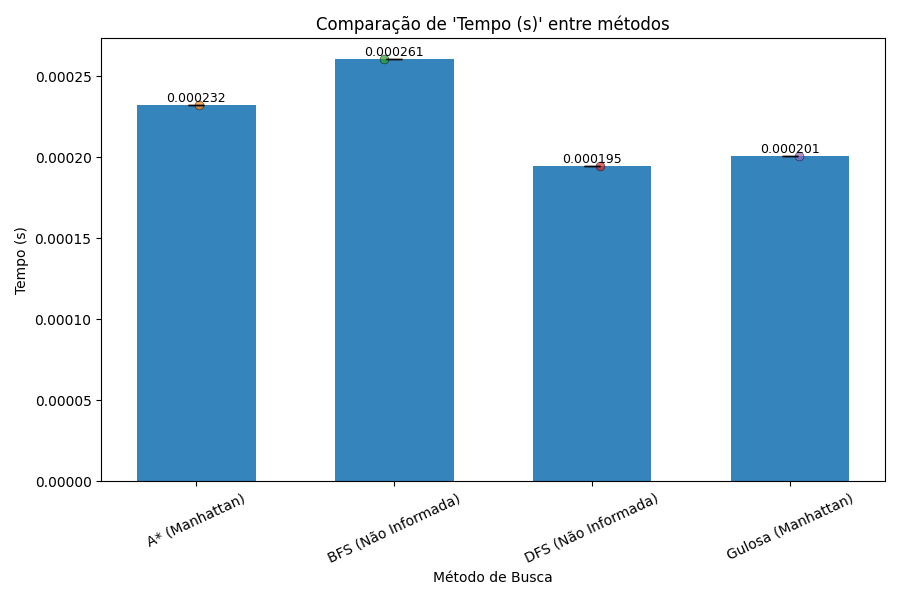 Comparação de 'Tempo (s)' entre métodos
0.000232
0.000261
0.000195
0.000201
0.00025
0.00020
0.00015
0.00010
0.00005
0.00000
Tempo (s)
A* (Manhattan)
BFS (Não Informada)
DFS (Não Informada)
Gulosa (Manhattan)
Método de Busca